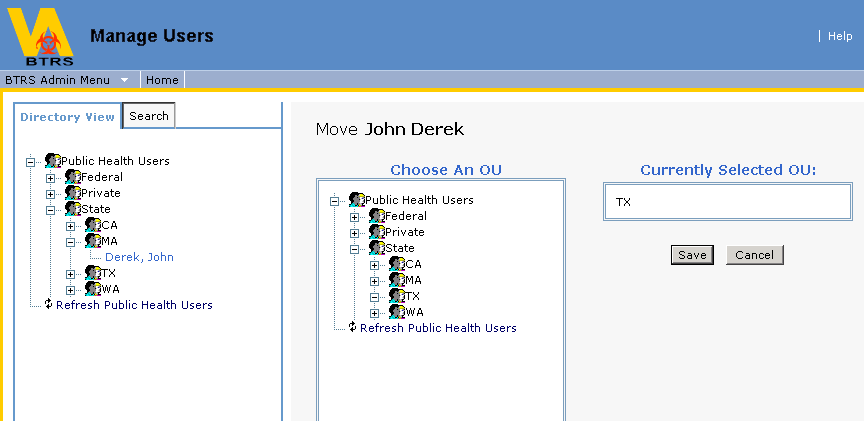 VA
BTRS
Manage Users
| Help
BTRS Admin Menu
Home
Directory View
Search
Public Health Users
Federal
Private
State
CA
MA
Derek, John
TX
WA
Refresh Public Health Users
Move John Derek
Choose An OU
Public Health Users
Federal
Private
State
CA
MA
TX
WA
Refresh Public Health Users
Currently Selected OU:
TX
Save
Cancel